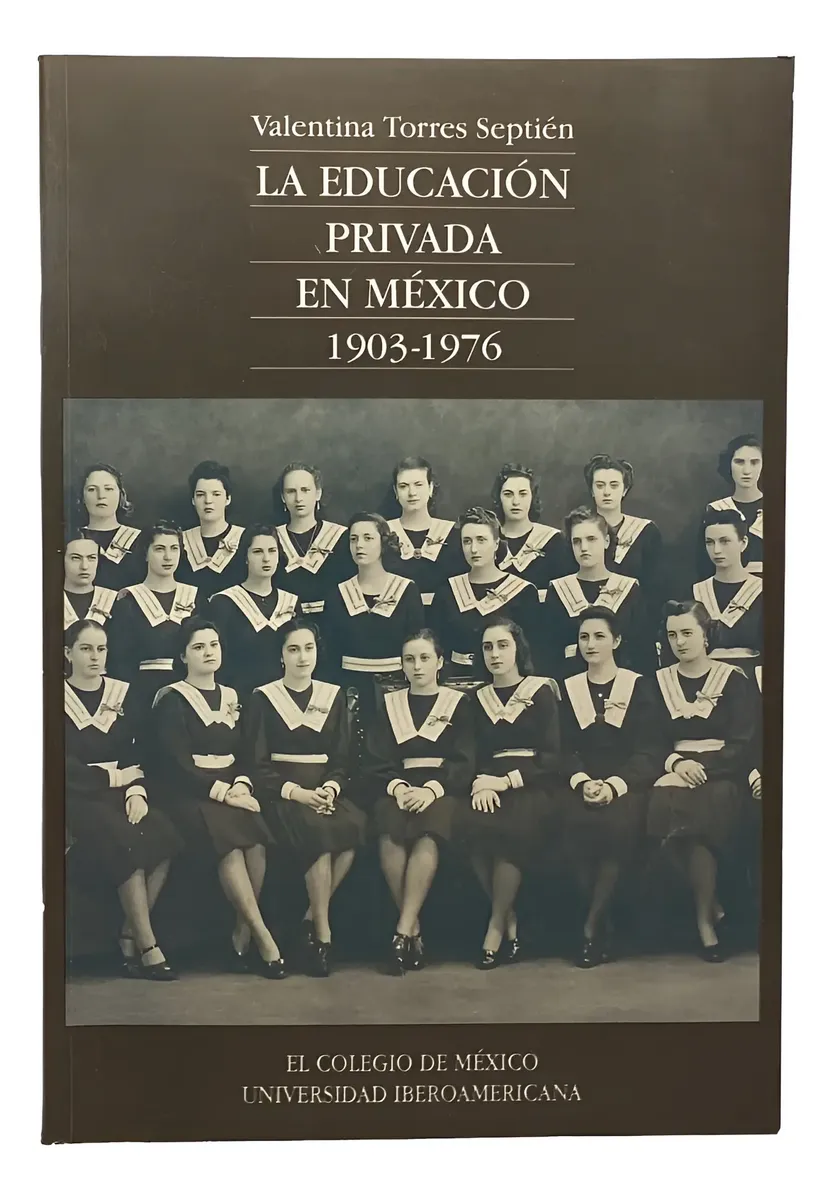 Valentina Torres Septién
LA EDUCACIÓN
PRIVADA
EN MÉXICO
1903-1976
EL COLEGIO DE MÉXICO
UNIVERSIDAD IBEROAMERICANA